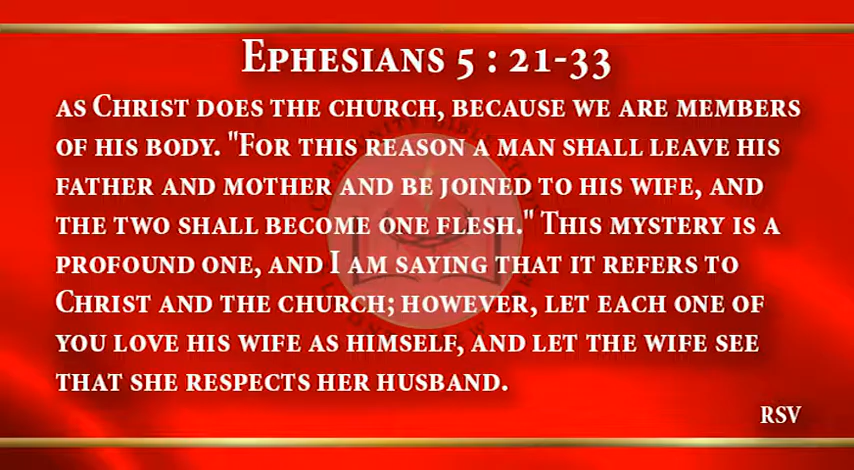 Ephesians 5 : 21-33
as Christ does the church, because we are members
of his body. "For this reason a man shall leave his
father and mother and be joined to his wife, and
the two shall become one flesh." This mystery is a
profound one, and I am saying that it refers to
Christ and the church; however, let each one of
you love his wife as himself, and let the wife see
that she respects her husband.
RSV